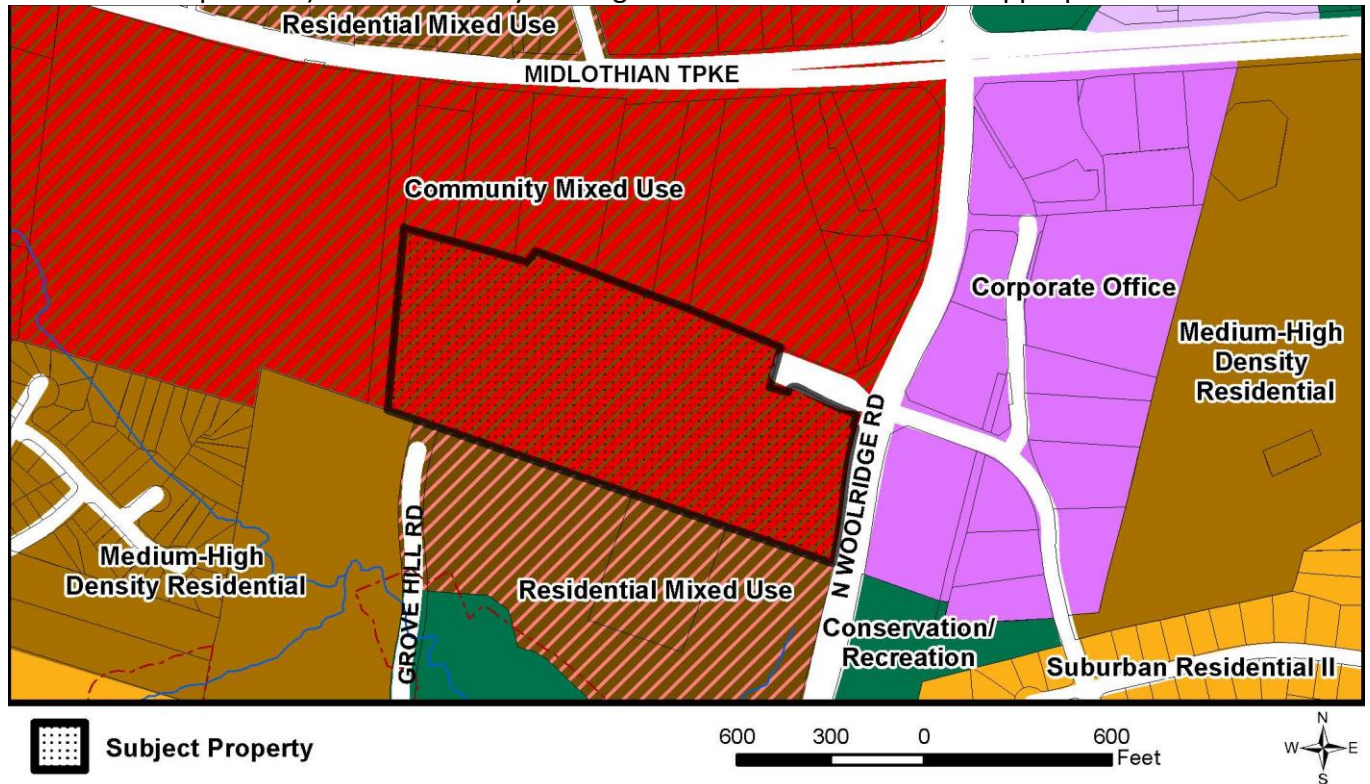 Residential Mixed Use
MIDLOTHIAN TPKE
Community Mixed Use
Corporate Office
Medium-High
Density
Residential
N WOOLRIDGE RD
Medium-High
Density Residential
GROVE HILL RD
Residential Mixed Use
Conservation/
Recreation
Suburban Residential II
Subject Property
600 300 0 600
Feet
N
W E
S